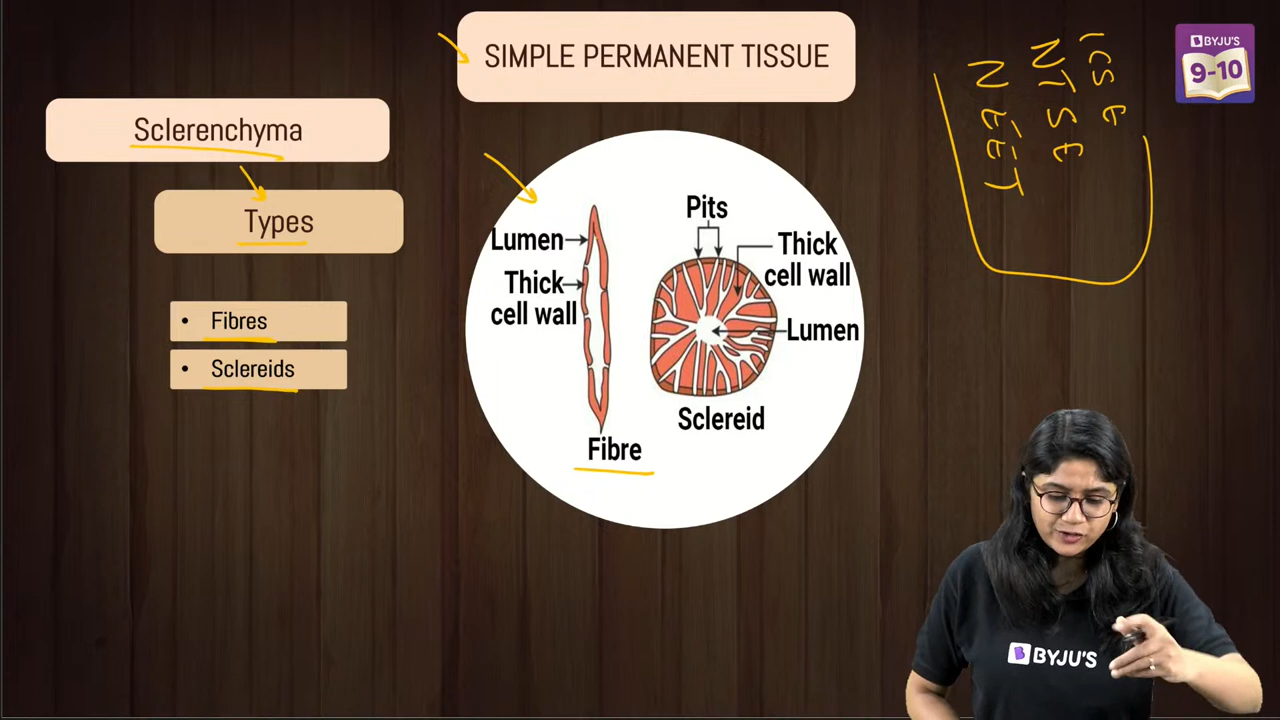 SIMPLE PERMANENT TISSUE
BYJU'S
9-10
Sclerenchyma
Types
• Fibres
• Sclereids
Lumen
Thick
cell wall
Fibre
Pits
Thick
cell wall
Lumen
Sclereid
NEET
NTSE
BYJU'S